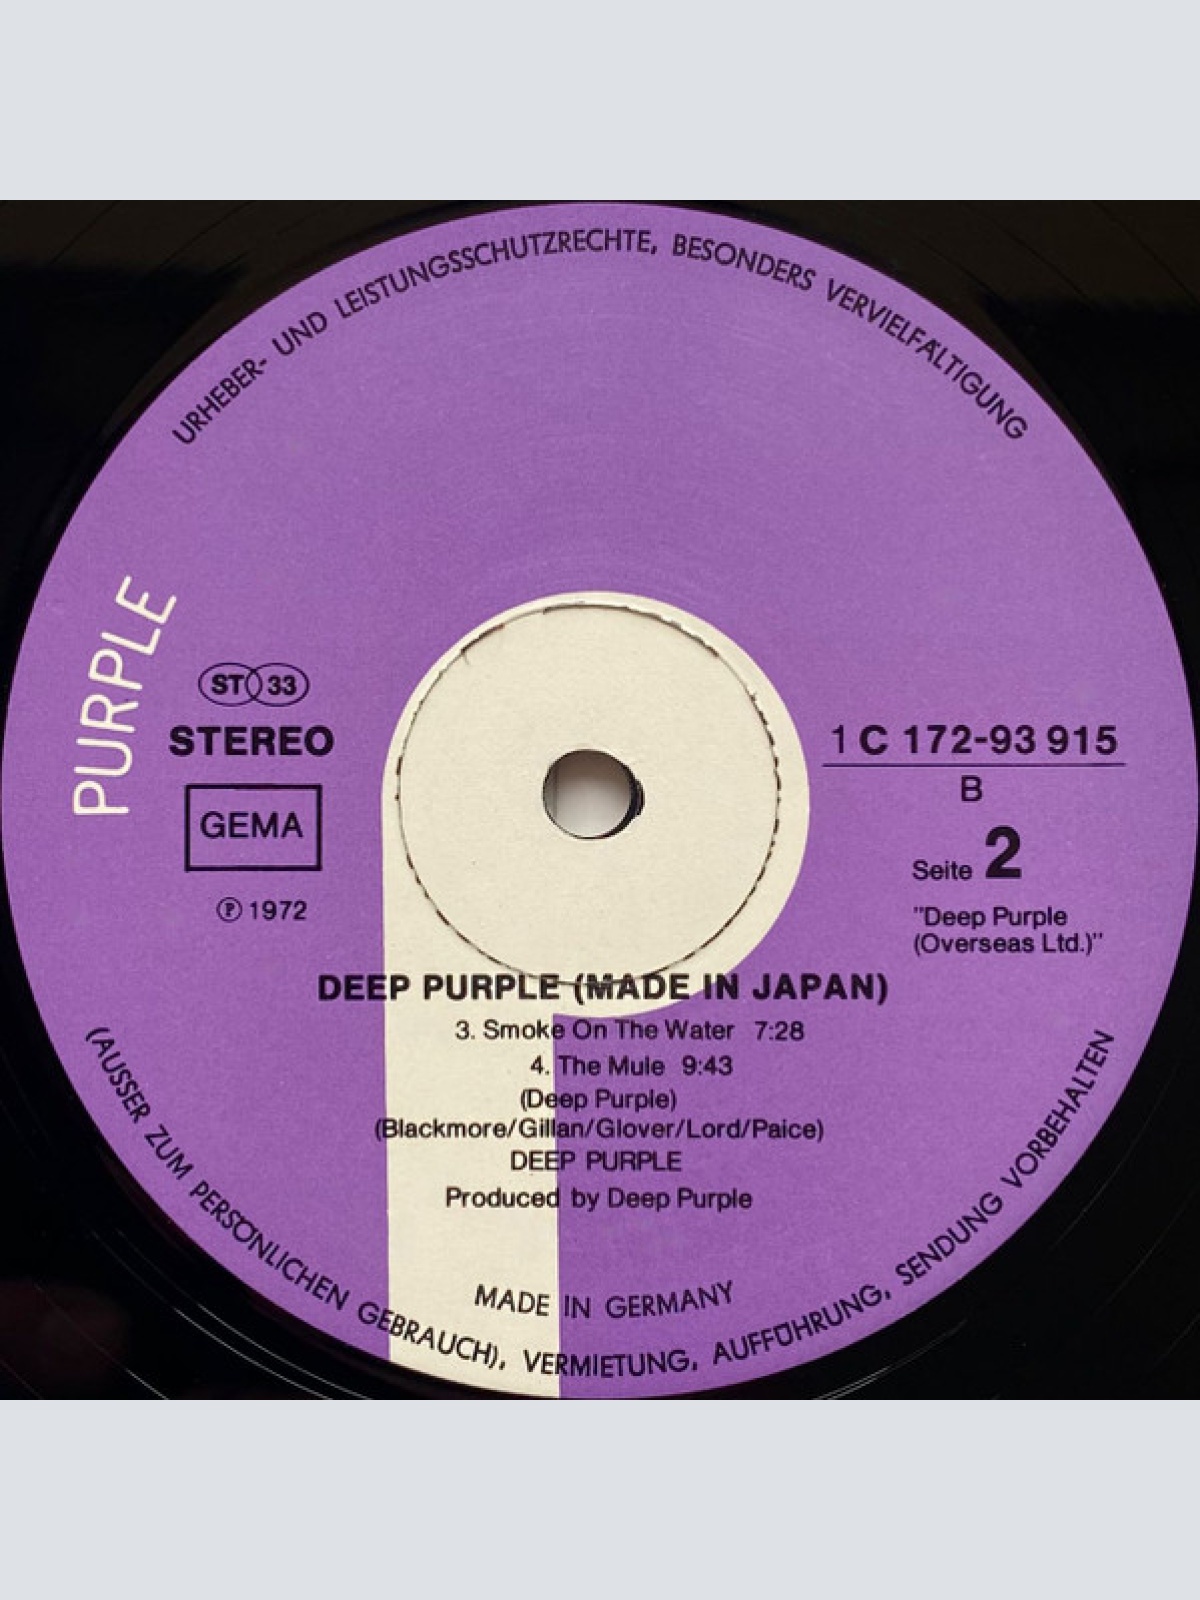 URHEBER- UND LEISTUNGSSCHUTZRECHTE, BESONDERS VERVIELFÄLTIGUNG
PURPLE
ST 33
STEREO
GEMA
℗ 1972
1 C 172-93 915
B
Seite 2
"Deep Purple
(Overseas Ltd.)"
DEEP PURPLE (MADE IN JAPAN)
3. Smoke On The Water 7:28
4. The Mule 9:43
(Deep Purple)
(Blackmore/Gillan/Glover/Lord/Paice)
DEEP PURPLE
Produced by Deep Purple
MADE IN GERMANY
(AUSSER ZUM PERSÖNLICHEN GEBRAUCH), VERMIETUNG, AUFFÜHRUNG, SENDUNG VORBEHALTEN